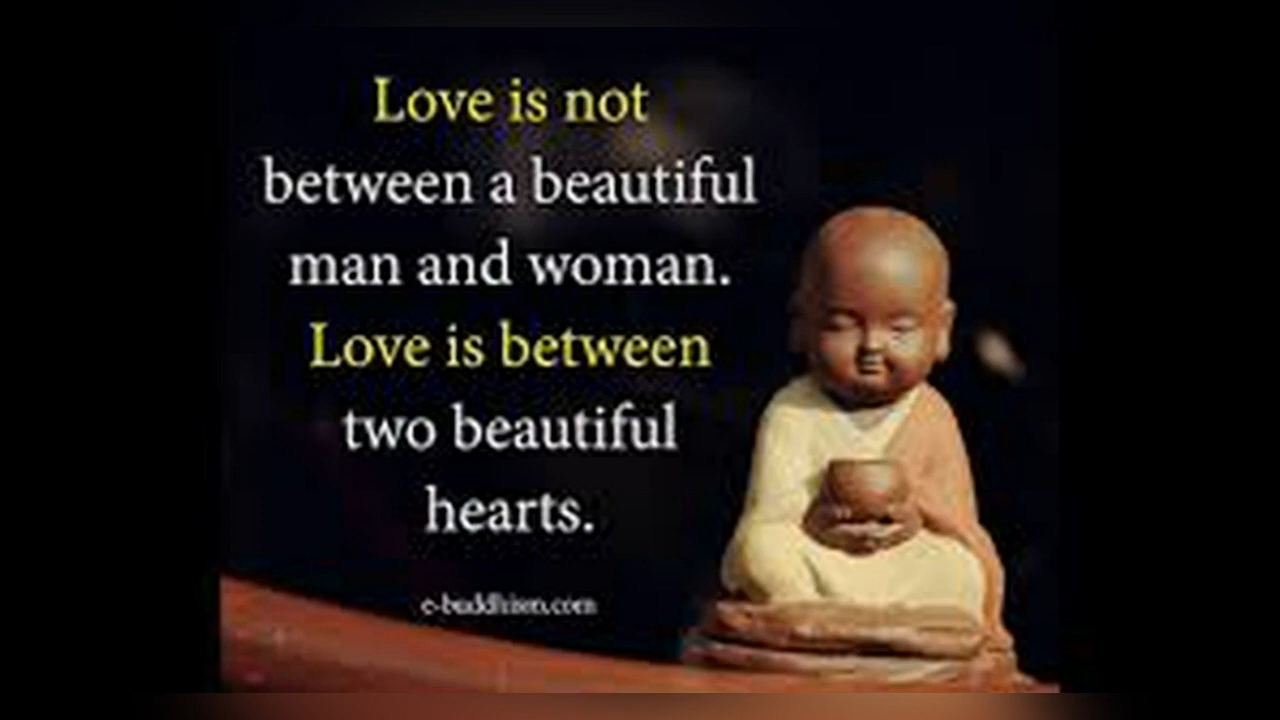 Love is not
between a beautiful
man and woman.
Love is between
two beautiful
hearts.
e-buddhism.com